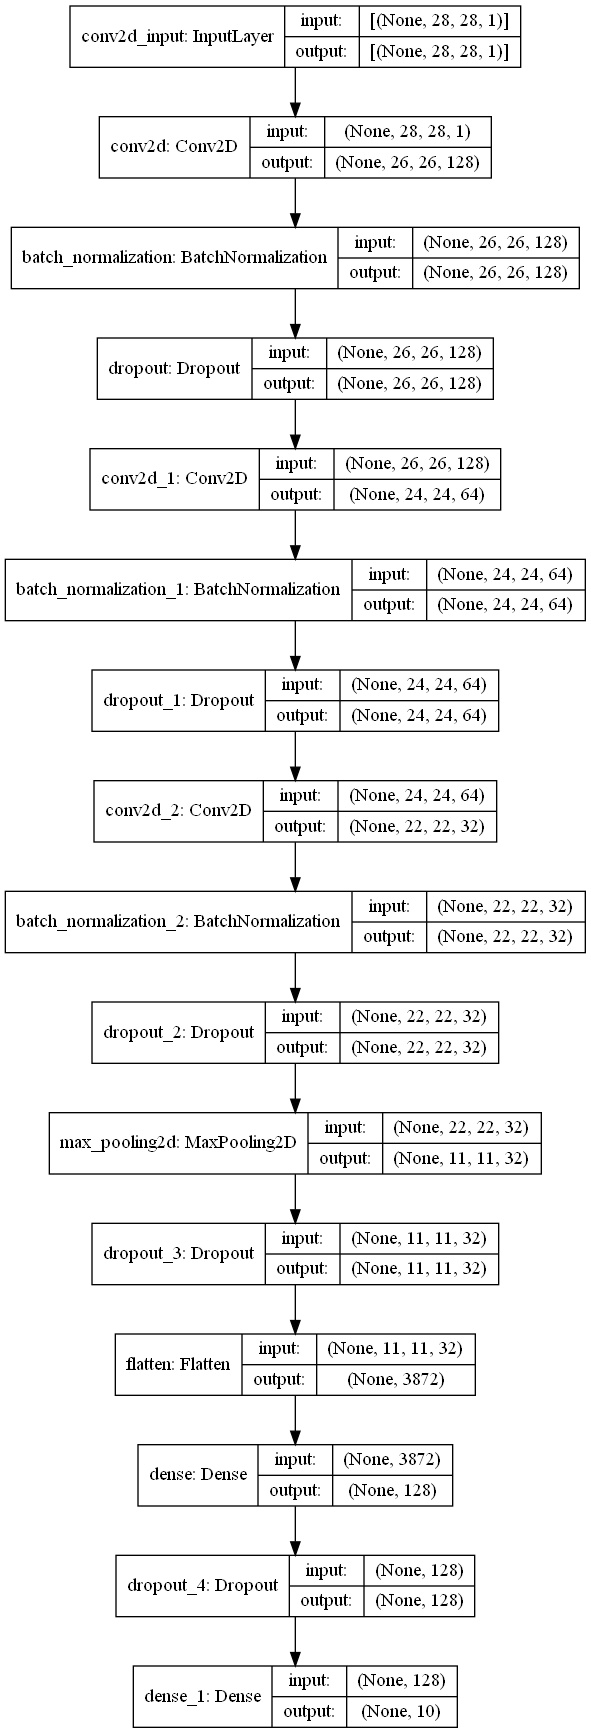 conv2d_input: InputLayer
input: [(None, 28, 28, 1)]
output: [(None, 28, 28, 1)]
conv2d: Conv2D
input: (None, 28, 28, 1)
output: (None, 26, 26, 128)
batch_normalization: BatchNormalization
input: (None, 26, 26, 128)
output: (None, 26, 26, 128)
dropout: Dropout
input: (None, 26, 26, 128)
output: (None, 26, 26, 128)
conv2d_1: Conv2D
input: (None, 26, 26, 128)
output: (None, 24, 24, 64)
batch_normalization_1: BatchNormalization
input: (None, 24, 24, 64)
output: (None, 24, 24, 64)
dropout_1: Dropout
input: (None, 24, 24, 64)
output: (None, 24, 24, 64)
conv2d_2: Conv2D
input: (None, 24, 24, 64)
output: (None, 22, 22, 32)
batch_normalization_2: BatchNormalization
input: (None, 22, 22, 32)
output: (None, 22, 22, 32)
dropout_2: Dropout
input: (None, 22, 22, 32)
output: (None, 22, 22, 32)
max_pooling2d: MaxPooling2D
input: (None, 22, 22, 32)
output: (None, 11, 11, 32)
dropout_3: Dropout
input: (None, 11, 11, 32)
output: (None, 11, 11, 32)
flatten: Flatten
input: (None, 11, 11, 32)
output: (None, 3872)
dense: Dense
input: (None, 3872)
output: (None, 128)
dropout_4: Dropout
input: (None, 128)
output: (None, 128)
dense_1: Dense
input: (None, 128)
output: (None, 10)